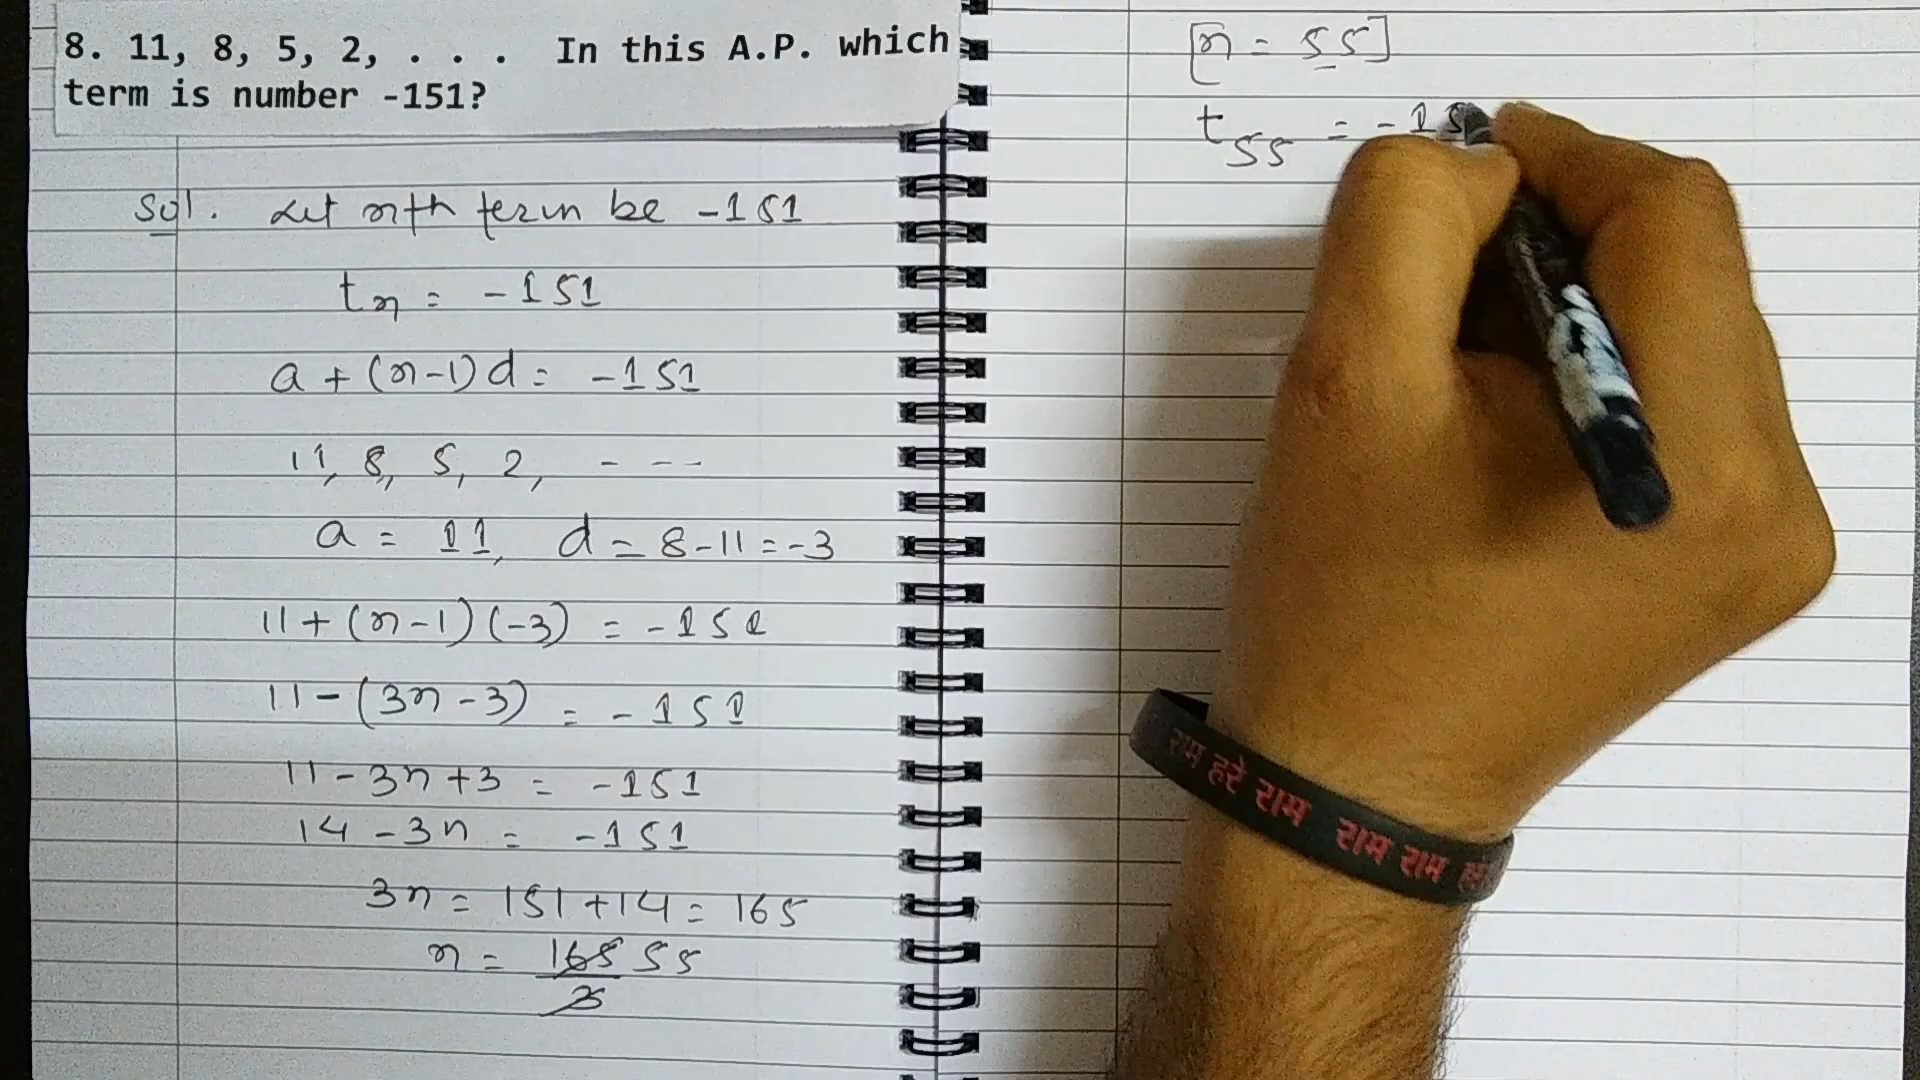 8. 11, 8, 5, 2, . . . In this A.P. which
term is number -151?
Sol. Let nth term be -151
tn = -151
a + (n-1)d = -151
11, 8, 5, 2, - - --
a = 11, d = 8-11 = -3
11 + (n-1)(-3) = -151
11 - (3n - 3) = -151
11 - 3n + 3 = -151
14 - 3n = -151
3n = 151 + 14 = 165
n = 165 55
3
[n = 55]
t55 = -15
राम हरे राम राम राम